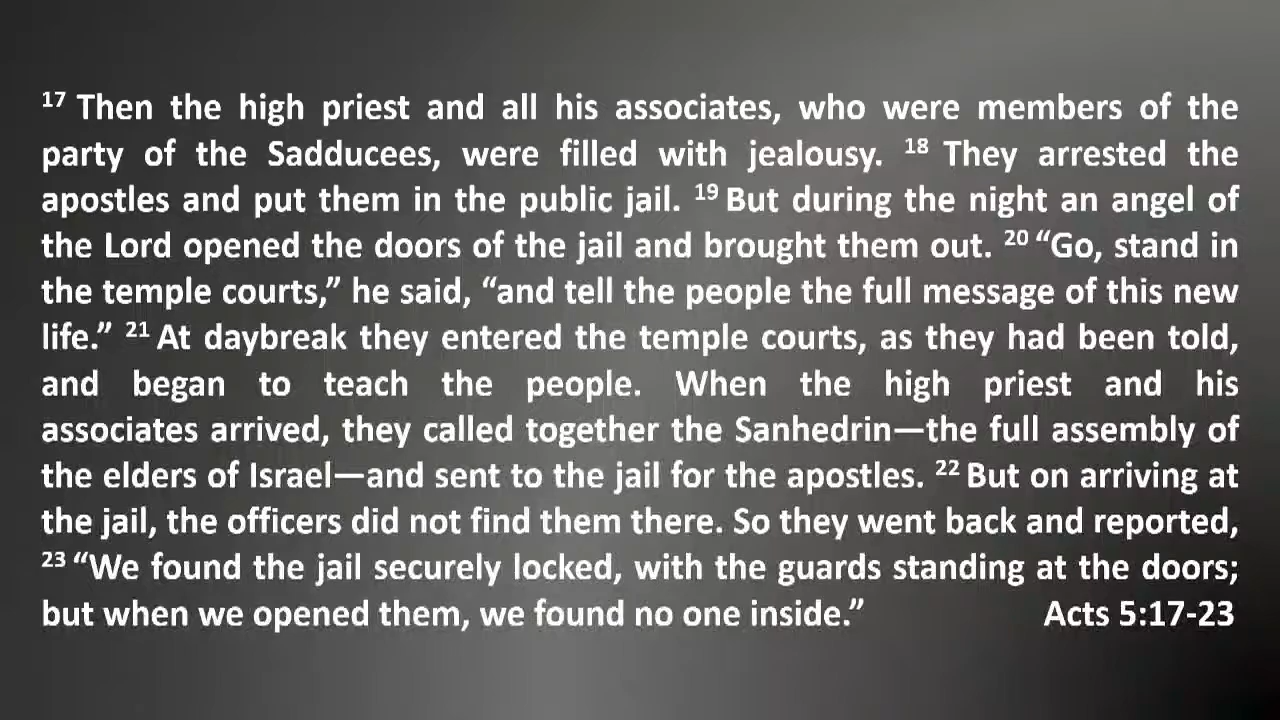 17 Then the high priest and all his associates, who were members of the
party of the Sadducees, were filled with jealousy. 18 They arrested the
apostles and put them in the public jail. 19 But during the night an angel of
the Lord opened the doors of the jail and brought them out. 20 “Go, stand in
the temple courts,” he said, “and tell the people the full message of this new
life.” 21 At daybreak they entered the temple courts, as they had been told,
and began to teach the people. When the high priest and his
associates arrived, they called together the Sanhedrin—the full assembly of
the elders of Israel—and sent to the jail for the apostles. 22 But on arriving at
the jail, the officers did not find them there. So they went back and reported,
23 “We found the jail securely locked, with the guards standing at the doors;
but when we opened them, we found no one inside.” Acts 5:17-23